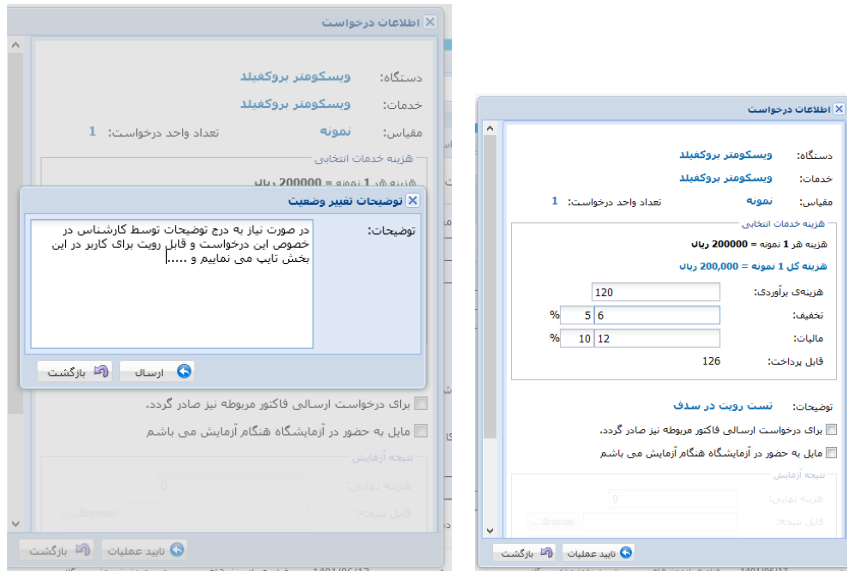 اطلاعات درخواست
دستگاه: ویسکومتر بروکفیلد
خدمات: ویسکومتر بروکفیلد
مقیاس: نمونه تعداد واحد درخواست: 1
هزینه خدمات انتخابی
هزینه هر 1 نمونه = 200000 ریال
توضیحات تغییر وضعیت
توضیحات: در صورت نیاز به درج توضیحات توسط کارشناس در
خصوص این درخواست و قابل رویت برای کاربر در این
بخش تایپ می نماییم و .....
ارسال بازگشت
برای درخواست ارسالی فاکتور مربوطه نیز صادر گردد.
مایل به حضور در آزمایشگاه هنگام آزمایش می باشم
نتیجه آزمایش
هزینه نهایی: 0
فایل نتیجه: Browse...
تایید عملیات بازگشت
اطلاعات درخواست
دستگاه: ویسکومتر بروکفیلد
خدمات: ویسکومتر بروکفیلد
مقیاس: نمونه تعداد واحد درخواست: 1
هزینه خدمات انتخابی
هزینه هر 1 نمونه = 200000 ریال
هزینه کل 1 نمونه = 200,000 ریال
هزینه‌ی برآوردی: 120
تخفیف: 6 5 %
مالیات: 12 10 %
قابل پرداخت: 126
توضیحات: تست رویت در سدف
برای درخواست ارسالی فاکتور مربوطه نیز صادر گردد.
مایل به حضور در آزمایشگاه هنگام آزمایش می باشم
نتیجه آزمایش
هزینه نهایی: 0
فایل نتیجه: Browse...
تایید عملیات بازگشت